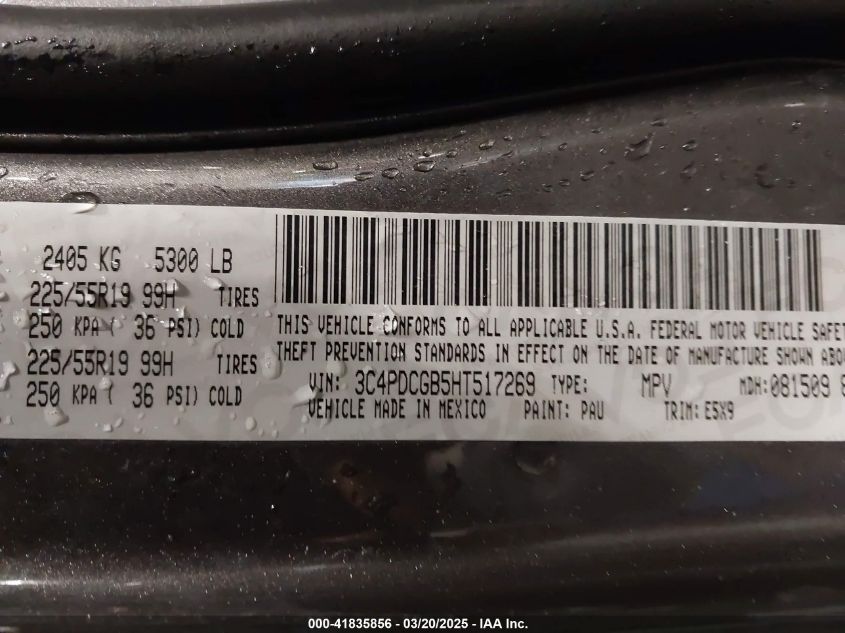 2405 KG 5300 LB
225/55R19 99H TIRES
250 KPA ( 36 PSI) COLD
225/55R19 99H TIRES
250 KPA ( 36 PSI) COLD
THIS VEHICLE CONFORMS TO ALL APPLICABLE U.S.A. FEDERAL MOTOR VEHICLE SAFET
THEFT PREVENTION STANDARDS IN EFFECT ON THE DATE OF MANUFACTURE SHOWN ABO
VIN: 3C4PDCGB5HT517269 TYPE: MPV MDH: 081509 8
VEHICLE MADE IN MEXICO PAINT: PAU TRIM: E5X9
000-41835856 — 03/20/2025 — IAA Inc.